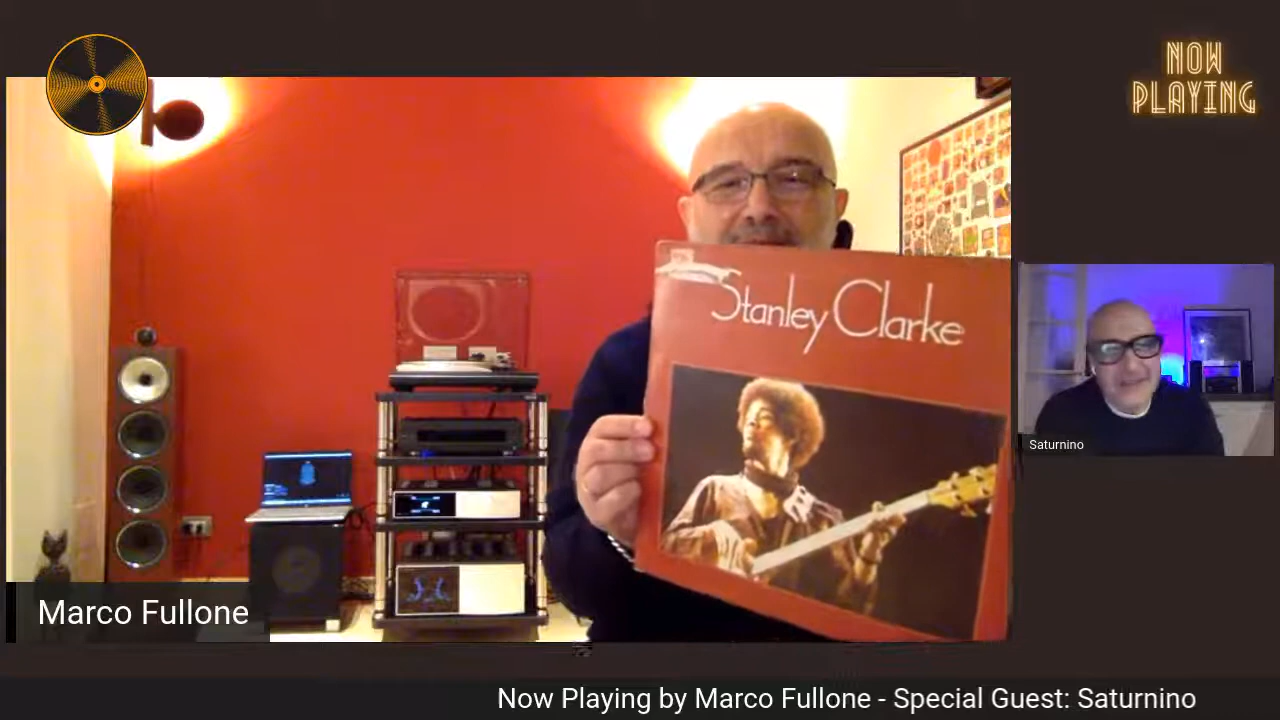 NOW
PLAYING
Stanley Clarke
Saturnino
Marco Fullone
Now Playing by Marco Fullone - Special Guest: Saturnino